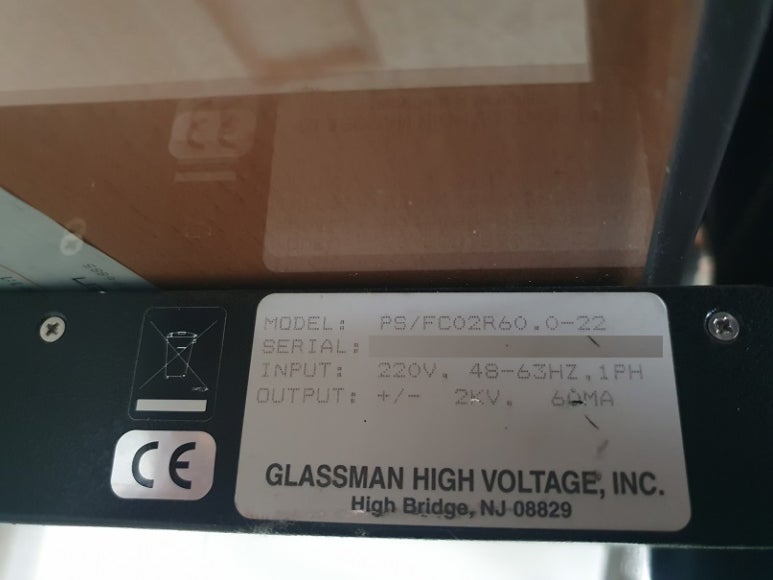 MODEL: PS/FC02R60.0-22
SERIAL:
INPUT: 220V, 48-63HZ,1PH
OUTPUT: +/- 2KV, 60MA
CE
GLASSMAN HIGH VOLTAGE, INC.
High Bridge, NJ 08829